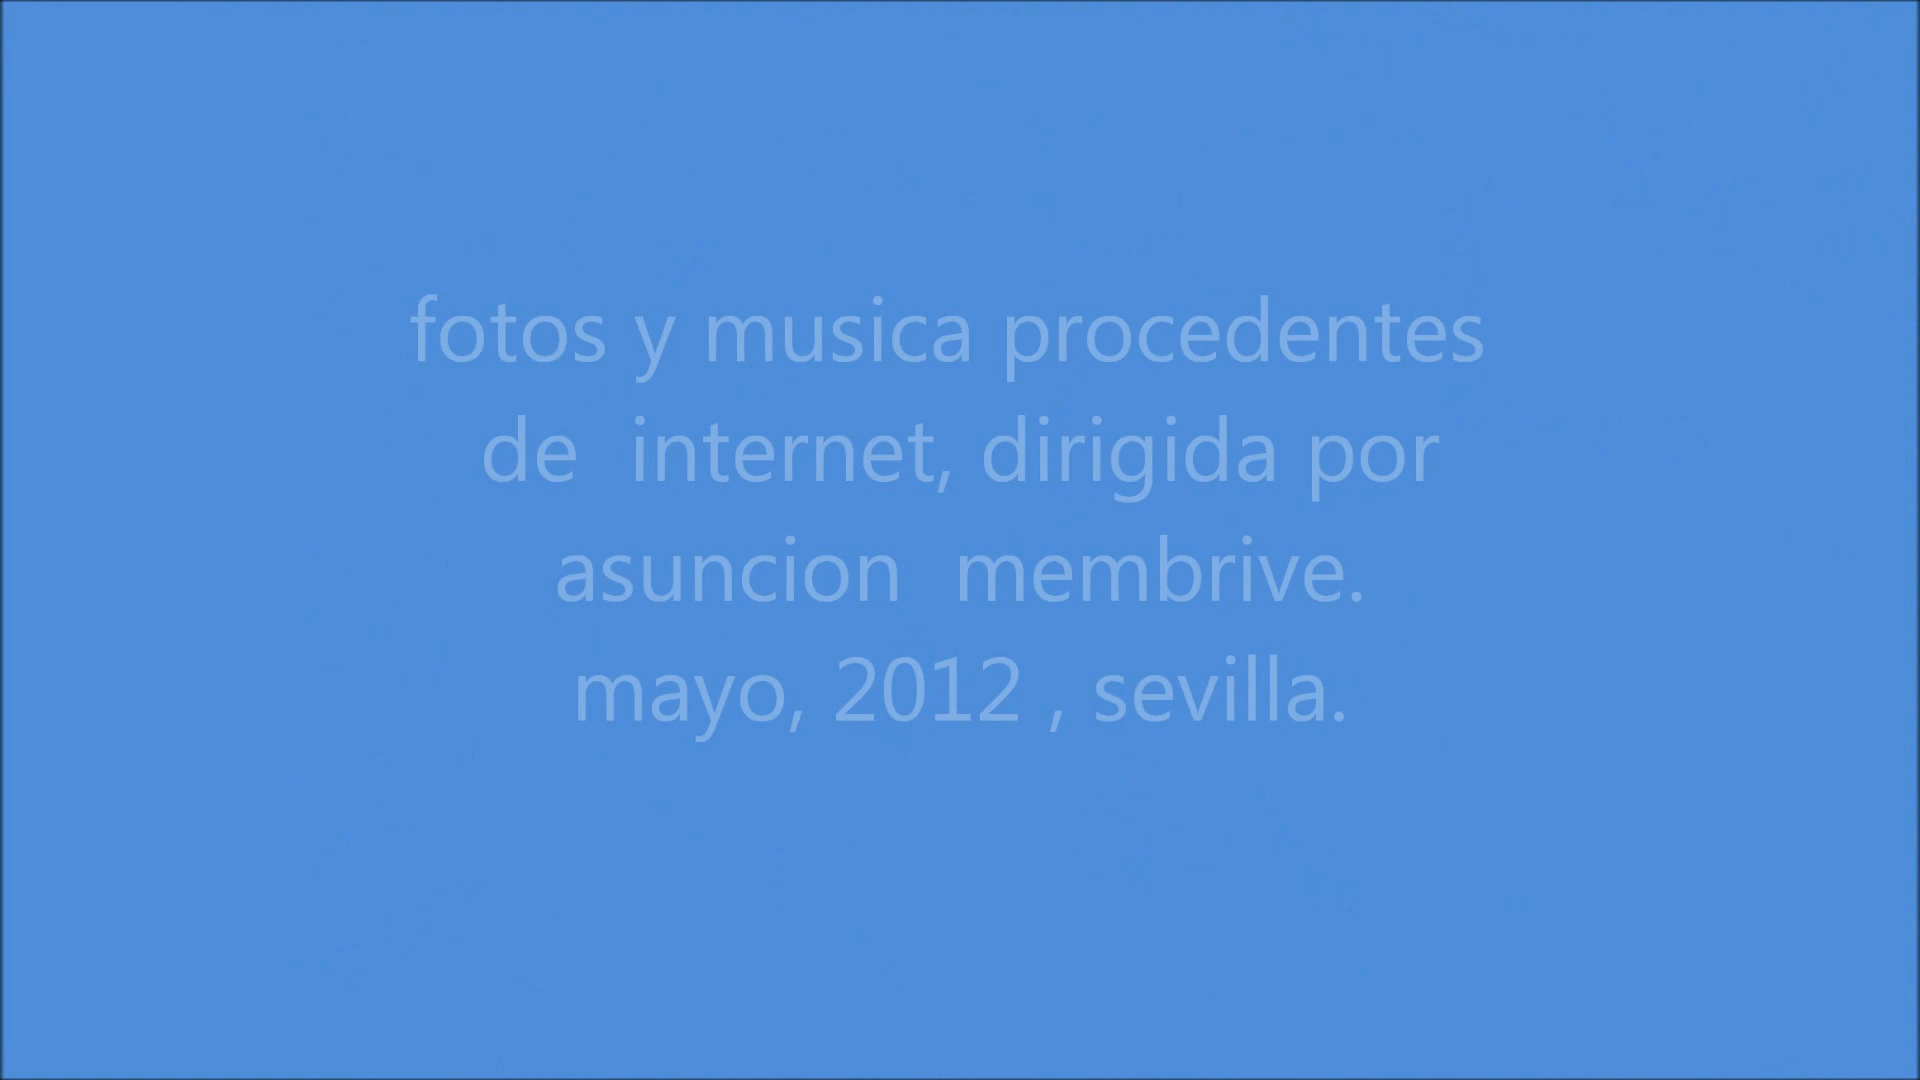 fotos y musica procedentes
de  internet, dirigida por
asuncion  membrive.
mayo, 2012 , sevilla.